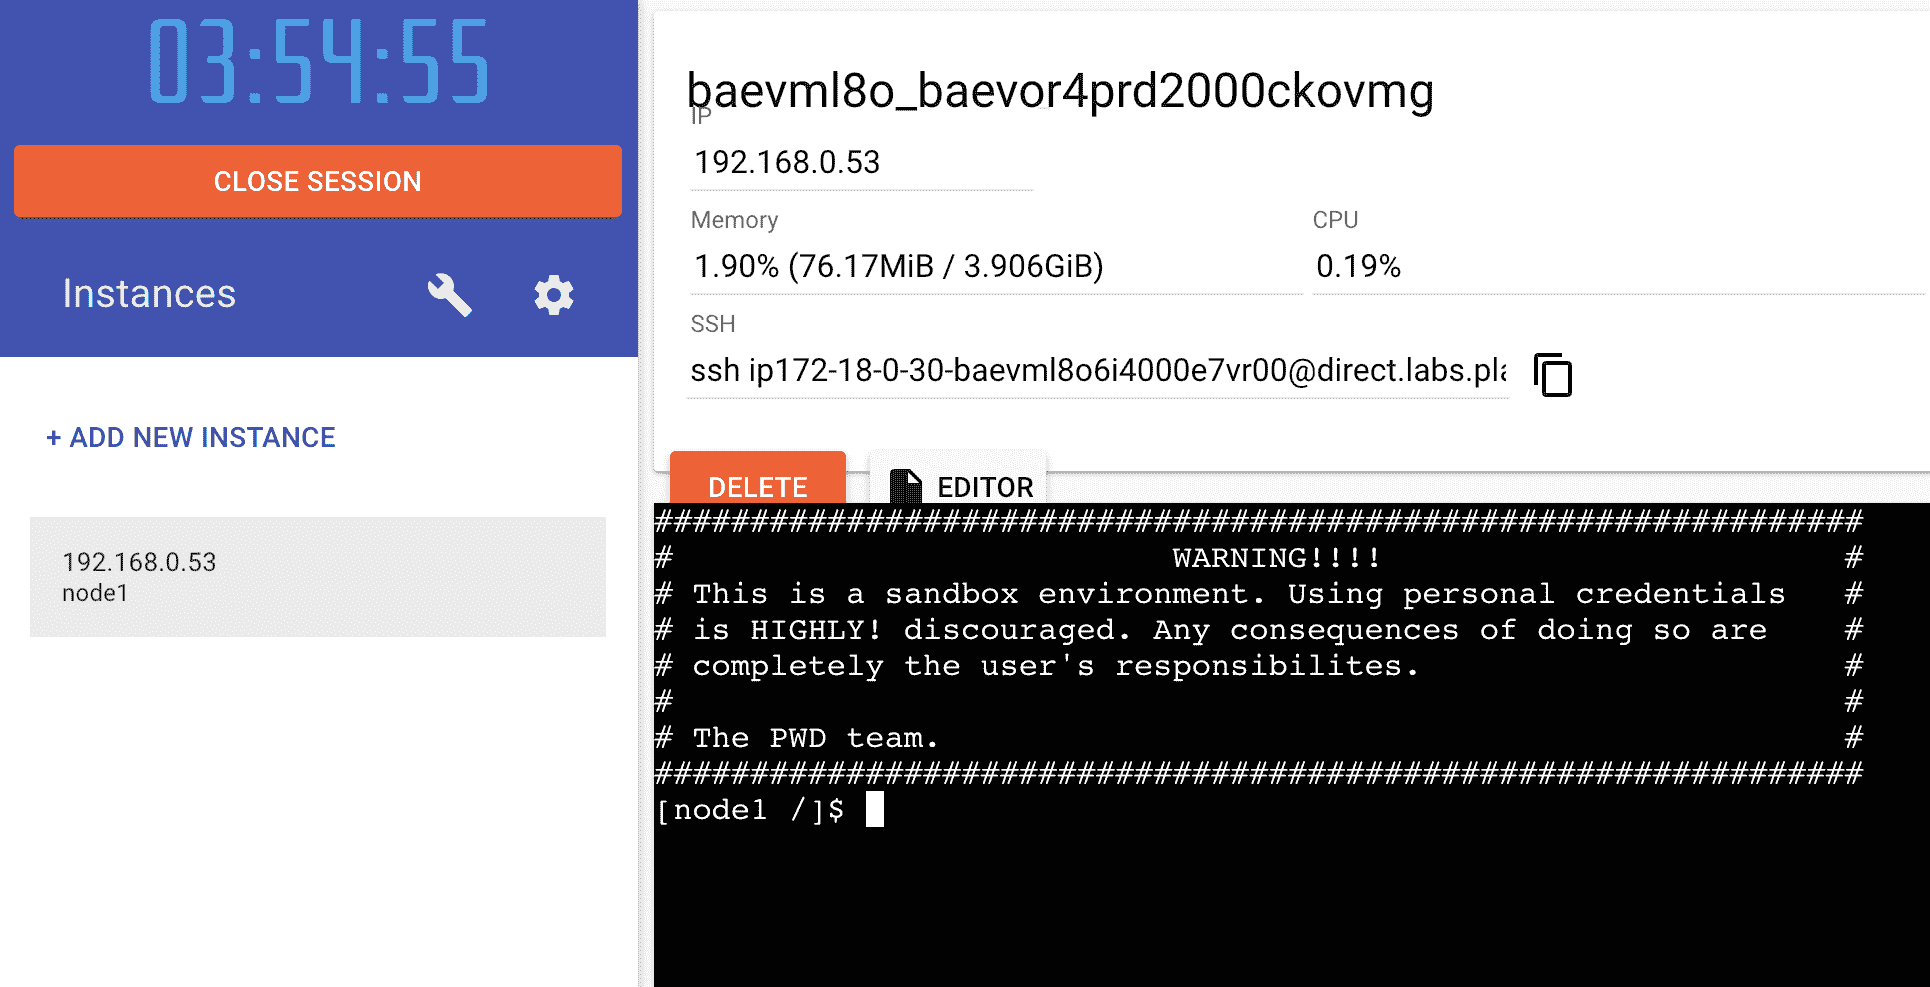 03:54:55
CLOSE SESSION
Instances
+ ADD NEW INSTANCE
192.168.0.53
node1
baevml8o_baevor4prd2000ckovmg
IP
192.168.0.53
Memory
1.90% (76.17MiB / 3.906GiB)
CPU
0.19%
SSH
ssh ip172-18-0-30-baevml8o6i4000e7vr00@direct.labs.pla
DELETE
EDITOR
###############################################################
# WARNING!!!! #
# This is a sandbox environment. Using personal credentials #
# is HIGHLY! discouraged. Any consequences of doing so are #
# completely the user's responsibilites. #
# #
# The PWD team. #
###############################################################
[node1 /]$